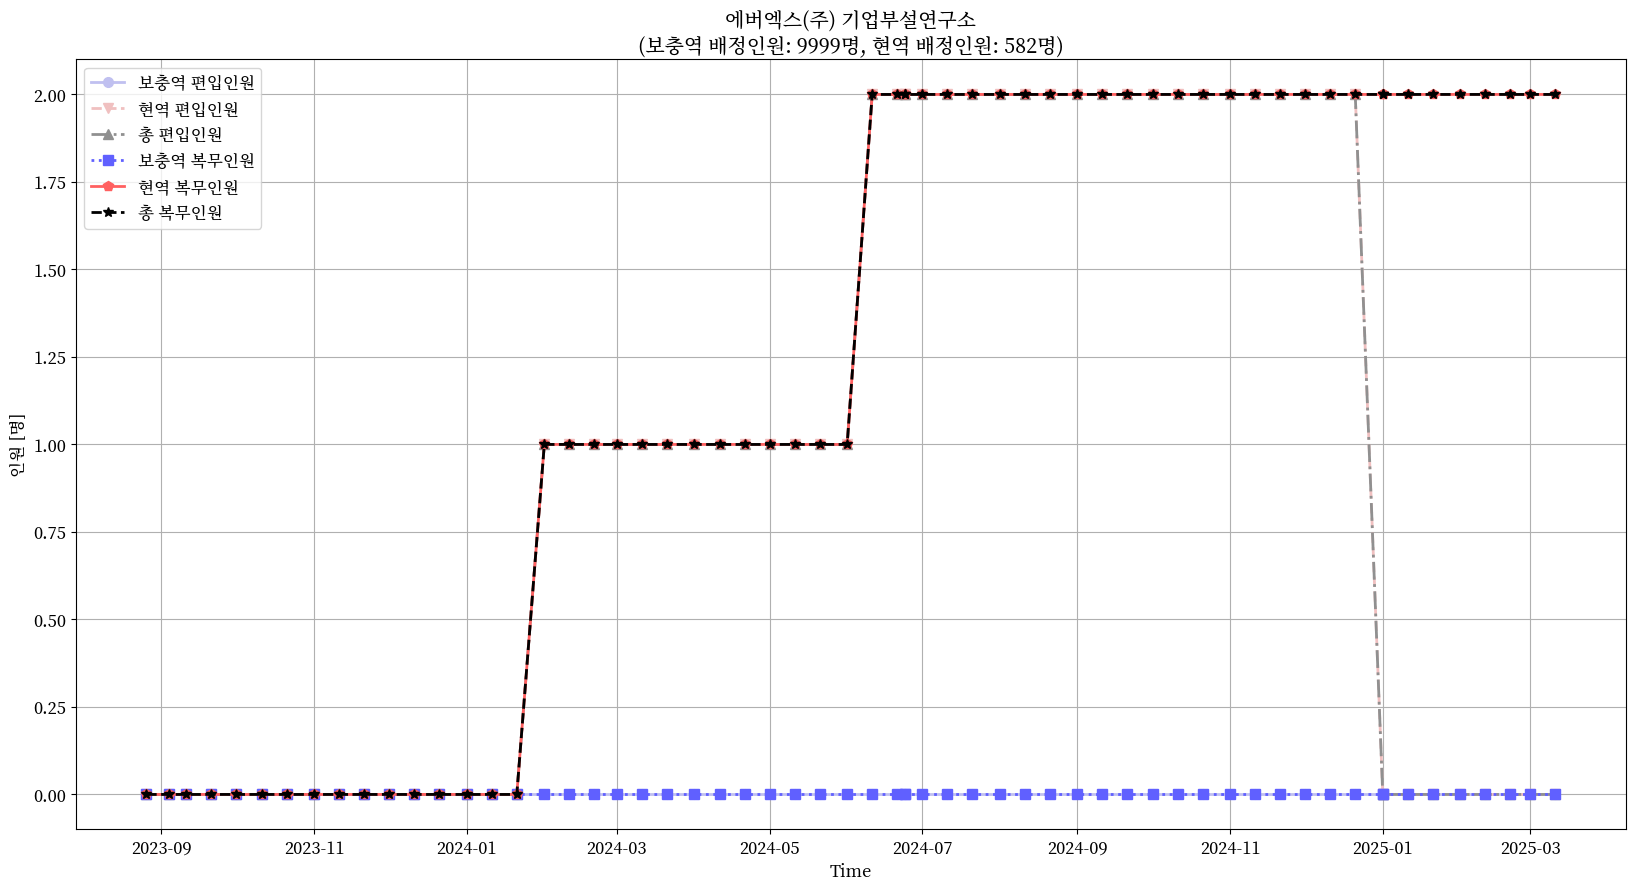 에버엑스(주) 기업부설연구소
(보충역 배정인원: 9999명, 현역 배정인원: 582명)
보충역 편입인원
현역 편입인원
총 편입인원
보충역 복무인원
현역 복무인원
총 복무인원
인원 [명]
2.00
1.75
1.50
1.25
1.00
0.75
0.50
0.25
0.00
2023-09
2023-11
2024-01
2024-03
2024-05
2024-07
2024-09
2024-11
2025-01
2025-03
Time